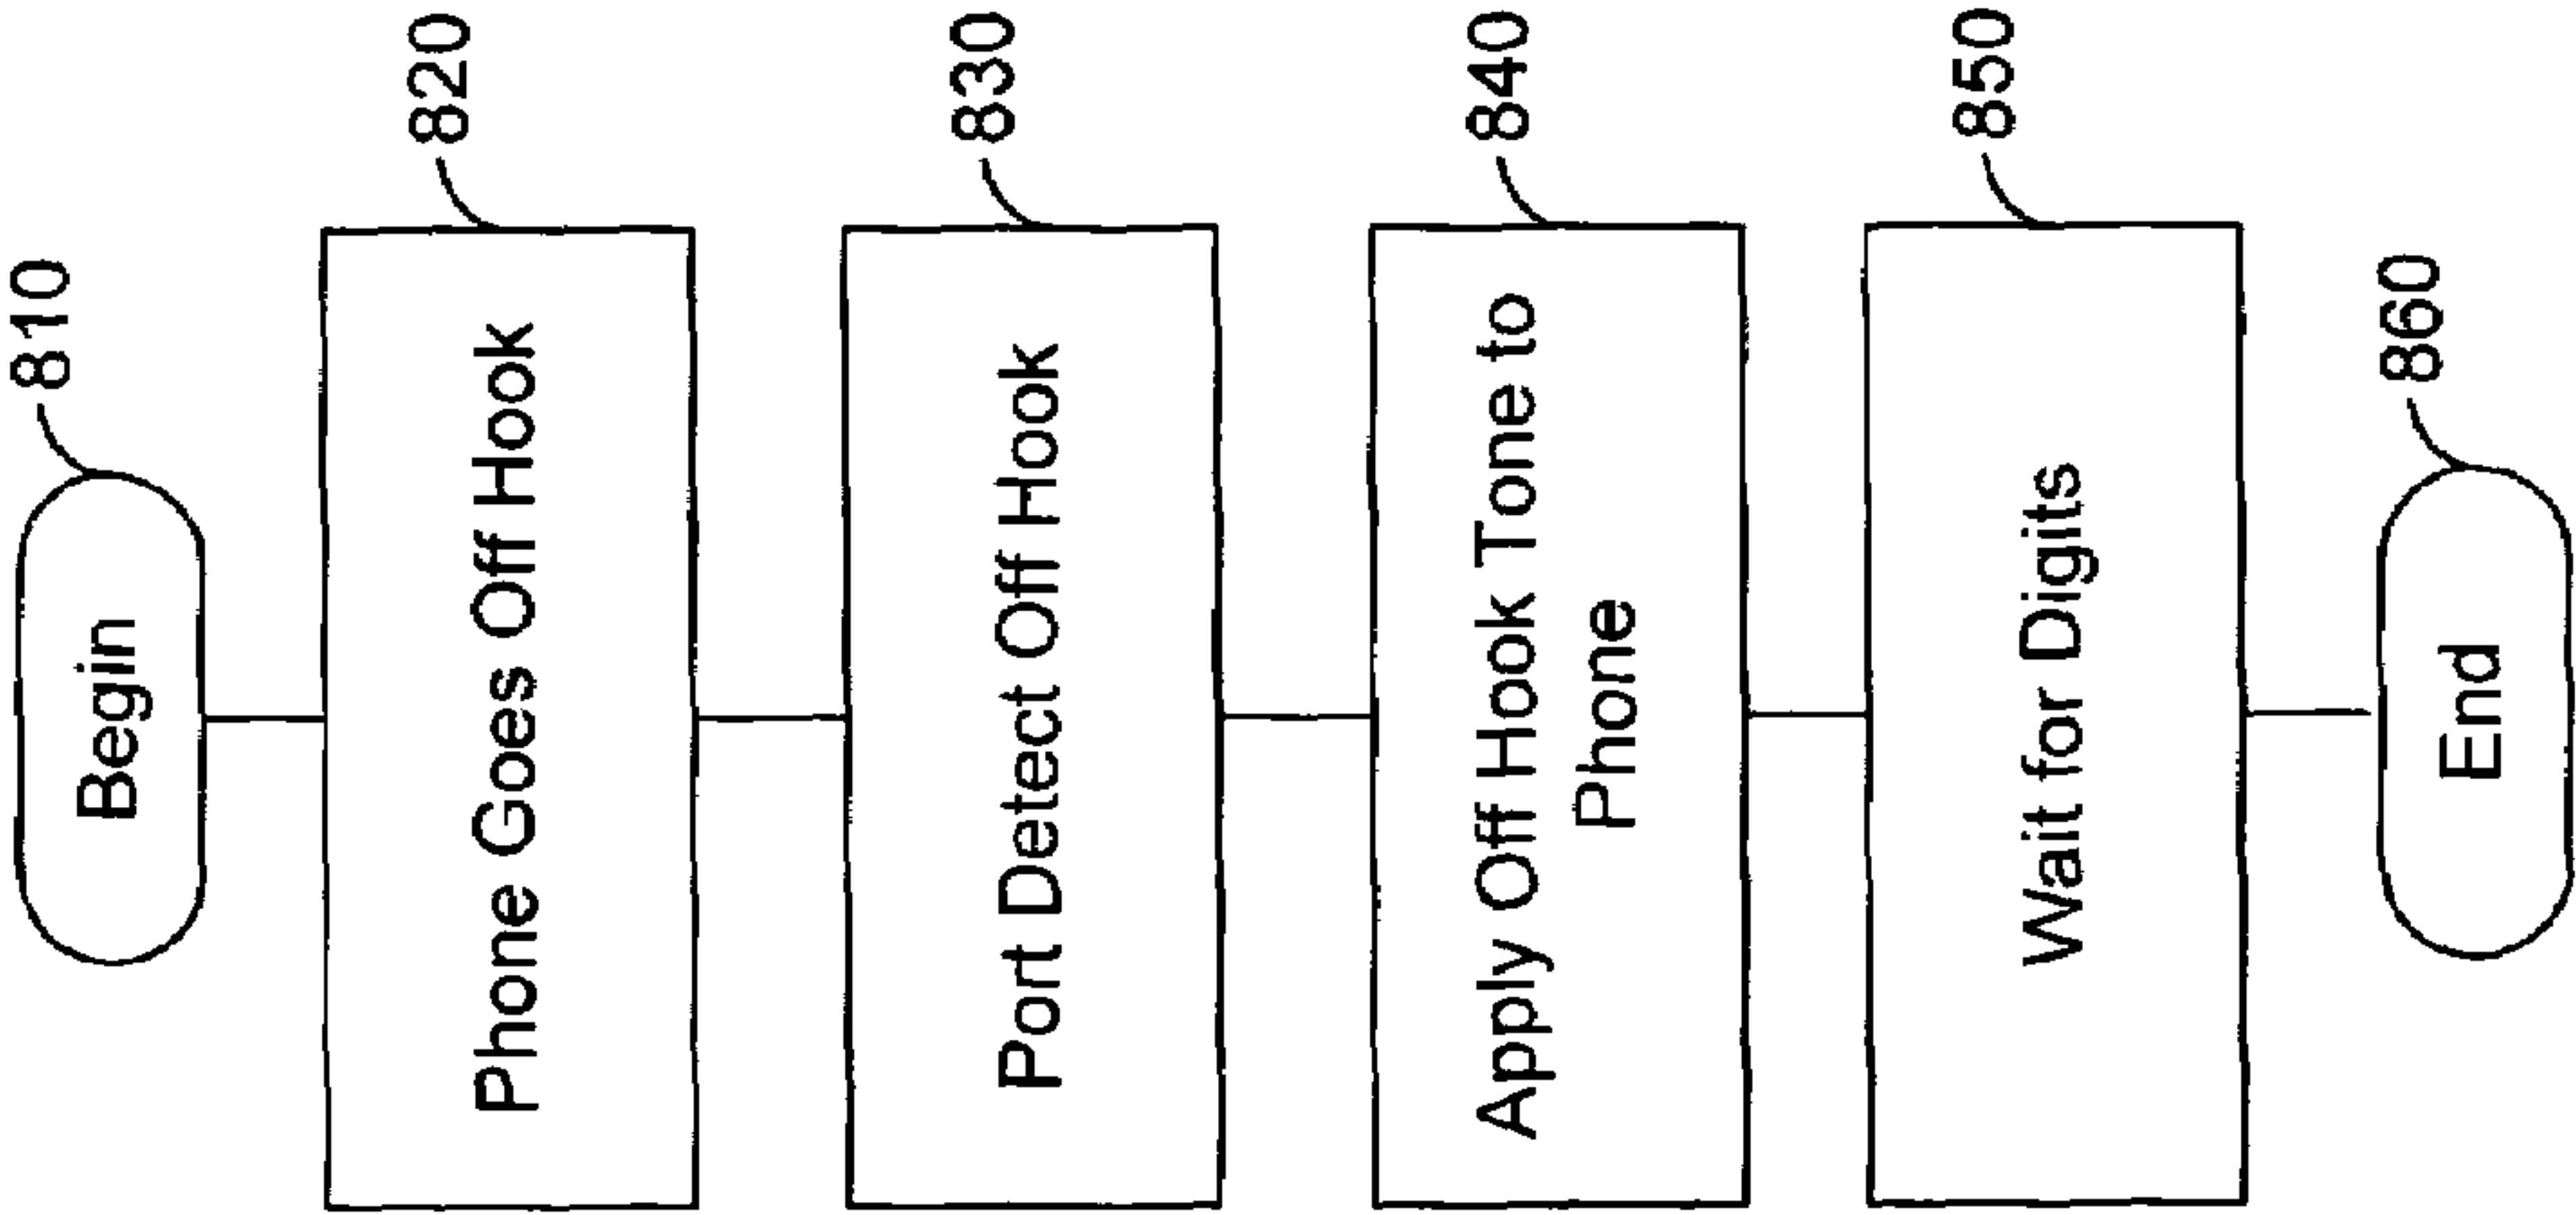 Begin
810
Phone Goes Off Hook
820
Port Detect Off Hook
830
Apply Off Hook Tone to
Phone
840
Wait for Digits
850
End
860